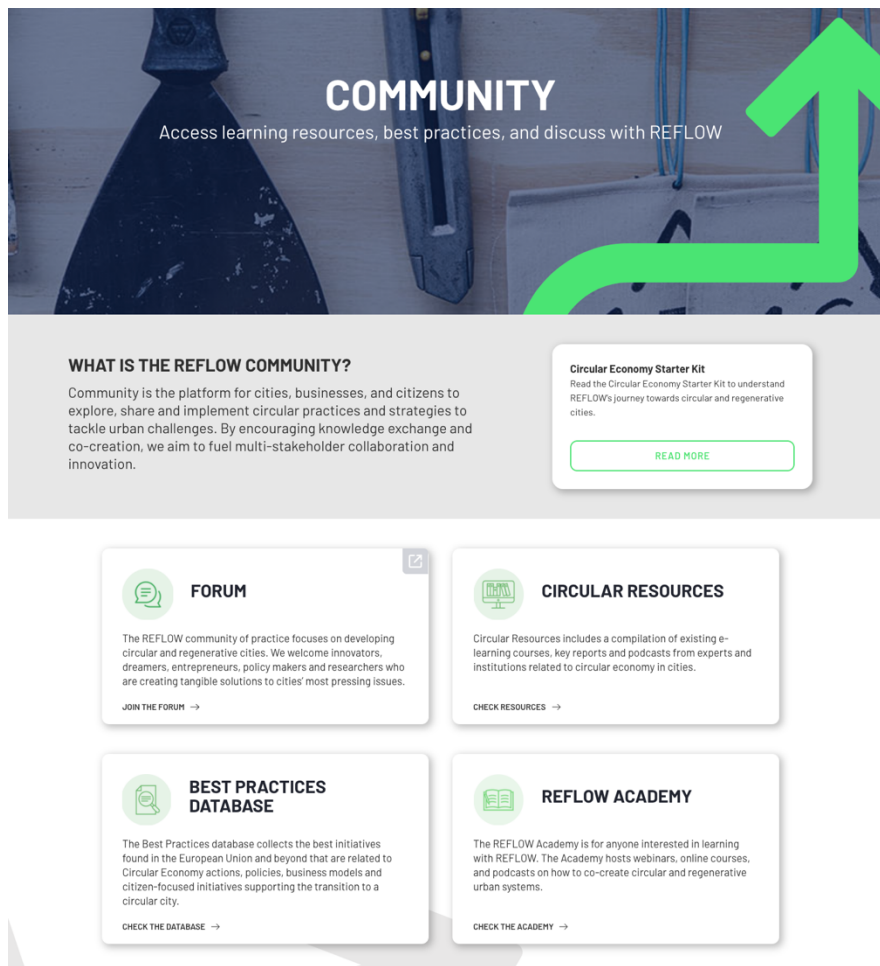 COMMUNITY
Access learning resources, best practices, and discuss with REFLOW
WHAT IS THE REFLOW COMMUNITY?
Community is the platform for cities, businesses, and citizens to
explore, share and implement circular practices and strategies to
tackle urban challenges. By encouraging knowledge exchange and
co-creation, we aim to fuel multi-stakeholder collaboration and
innovation.
Circular Economy Starter Kit
Read the Circular Economy Starter Kit to understand
REFLOW's journey towards circular and regenerative
cities.
READ MORE
FORUM
The REFLOW community of practice focuses on developing
circular and regenerative cities. We welcome innovators,
dreamers, entrepreneurs, policy makers and researchers who
are creating tangible solutions to cities' most pressing issues.
JOIN THE FORUM →
CIRCULAR RESOURCES
Circular Resources includes a compilation of existing e-
learning courses, key reports and podcasts from experts and
institutions related to circular economy in cities.
CHECK RESOURCES →
BEST PRACTICES
DATABASE
The Best Practices database collects the best initiatives
found in the European Union and beyond that are related to
Circular Economy actions, policies, business models and
citizen-focused initiatives supporting the transition to a
circular city.
CHECK THE DATABASE →
REFLOW ACADEMY
The REFLOW Academy is for anyone interested in learning
with REFLOW. The Academy hosts webinars, online courses,
and podcasts on how to co-create circular and regenerative
urban systems.
CHECK THE ACADEMY →